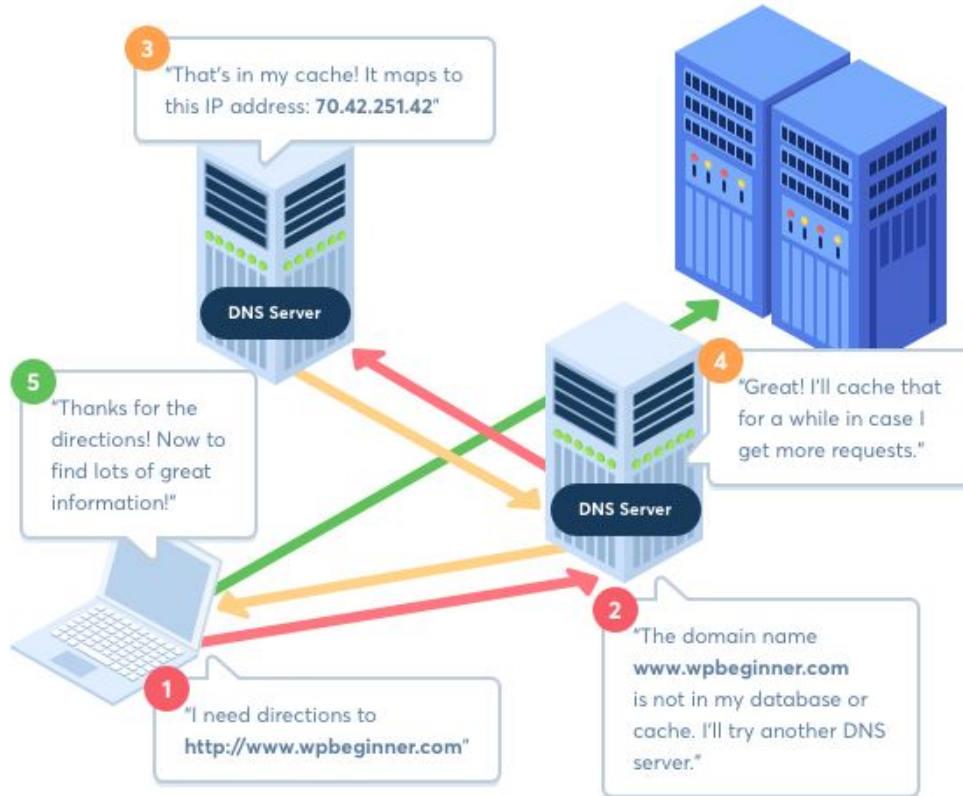 3
"That's in my cache! It maps to
this IP address: 70.42.251.42"
DNS Server
4
"Great! I'll cache that
for a while in case I
get more requests."
5
"Thanks for the
directions! Now to
find lots of great
information!"
DNS Server
2
"The domain name
www.wpbeginner.com
is not in my database or
cache. I'll try another DNS
server."
1
"I need directions to
http://www.wpbeginner.com"